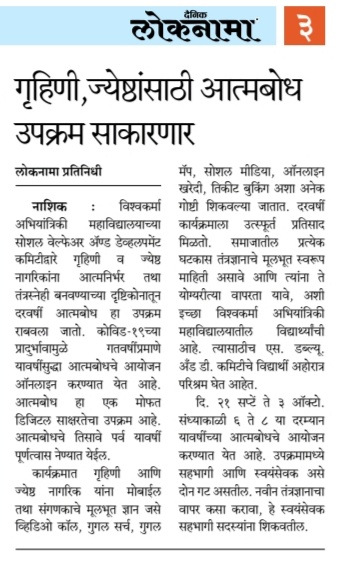 दैनिक
लोकनामा
३
गृहिणी,ज्येष्ठांसाठी आत्मबोध
उपक्रम साकारणार
लोकनामा प्रतिनिधी
नाशिक : विश्वकर्मा
अभियांत्रिकी महाविद्यालयाच्या
सोशल वेल्फेअर ॲण्ड डेव्हलपमेंट
कमिटीद्वारे गृहिणी व ज्येष्ठ
नागरिकांना आत्मनिर्भर तथा
तंत्रस्नेही बनवण्याच्या दृष्टिकोनातून
दरवर्षी आत्मबोध हा उपक्रम
राबवला जातो. कोविड-१९च्या
प्रादुर्भावामुळे गतवर्षीप्रमाणे
यावर्षीसुद्धा आत्मबोधचे आयोजन
ऑनलाइन करण्यात येत आहे.
आत्मबोध हा एक मोफत
डिजिटल साक्षरतेचा उपक्रम आहे.
आत्मबोधचे तिसावे पर्व यावर्षी
पूर्णत्वास नेण्यात येईल.
कार्यक्रमात गृहिणी आणि
ज्येष्ठ नागरिक यांना मोबाईल
तथा संगणकाचे मूलभूत ज्ञान जसे
व्हिडिओ कॉल, गुगल सर्च, गुगल
मॅप, सोशल मीडिया, ऑनलाइन
खरेदी, तिकीट बुकिंग अशा अनेक
गोष्टी शिकवल्या जातात. दरवर्षी
कार्यक्रमाला उत्स्फूर्त प्रतिसाद
मिळतो. समाजातील प्रत्येक
घटकास तंत्रज्ञानाचे मूलभूत स्वरूप
माहिती असावे आणि त्यांना ते
योग्यरीत्या वापरता यावे, अशी
इच्छा विश्वकर्मा अभियांत्रिकी
महाविद्यालयातील विद्यार्थ्यांची
आहे. त्यासाठीच एस. डब्ल्यू.
अँड डी. कमिटीचे विद्यार्थी अहोरात्र
परिश्रम घेत आहेत.
दि. २१ सप्टें ते ३ ऑक्टो.
संध्याकाळी ६ ते ८ या दरम्यान
यावर्षीच्या आत्मबोधचे आयोजन
करण्यात येत आहे. उपक्रमामध्ये
सहभागी आणि स्वयंसेवक असे
दोन गट असतील. नवीन तंत्रज्ञानाचा
वापर कसा करावा, हे स्वयंसेवक
सहभागी सदस्यांना शिकवतील.